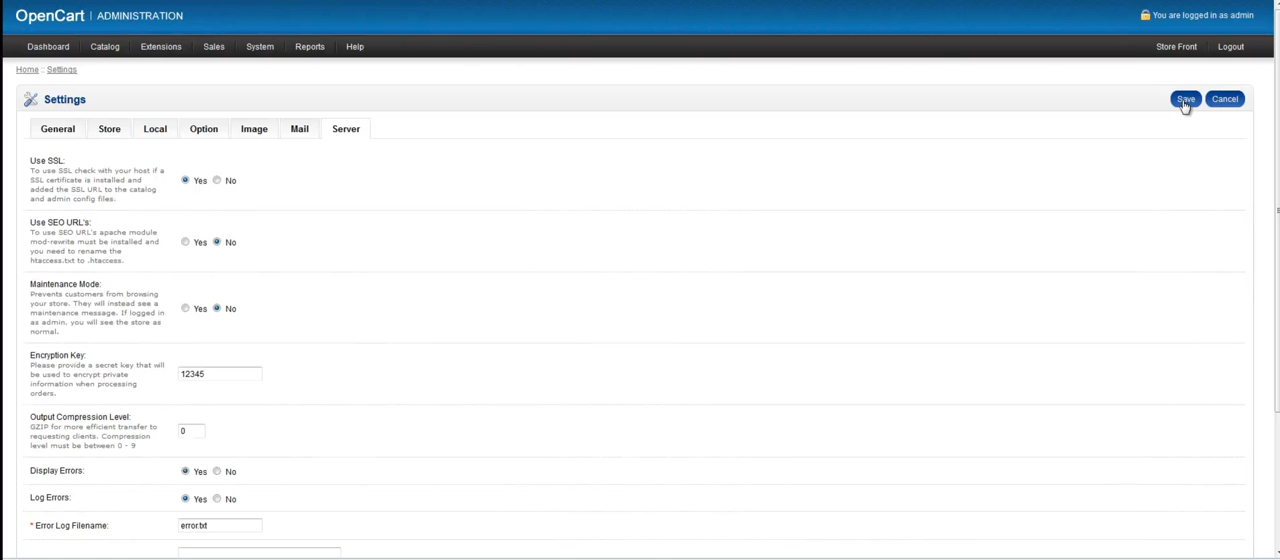 OpenCart | ADMINISTRATION
You are logged in as admin
Dashboard Catalog Extensions Sales System Reports Help Store Front Logout
Home :: Settings
Settings
Save Cancel
General Store Local Option Image Mail Server
Use SSL:
To use SSL check with your host if a
SSL certificate is installed and
added the SSL URL to the catalog
and admin config files.
Yes No
Use SEO URL's:
To use SEO URL's apache module
mod-rewrite must be installed and
you need to rename the
htaccess.txt to .htaccess.
Yes No
Maintenance Mode:
Prevents customers from browsing
your store. They will instead see a
maintenance message. If logged in
as admin, you will see the store as
normal.
Yes No
Encryption Key:
Please provide a secret key that will
be used to encrypt private
information when processing
orders.
12345
Output Compression Level:
GZIP for more efficient transfer to
requesting clients. Compression
level must be between 0 - 9
0
Display Errors:
Yes No
Log Errors:
Yes No
* Error Log Filename:
error.txt